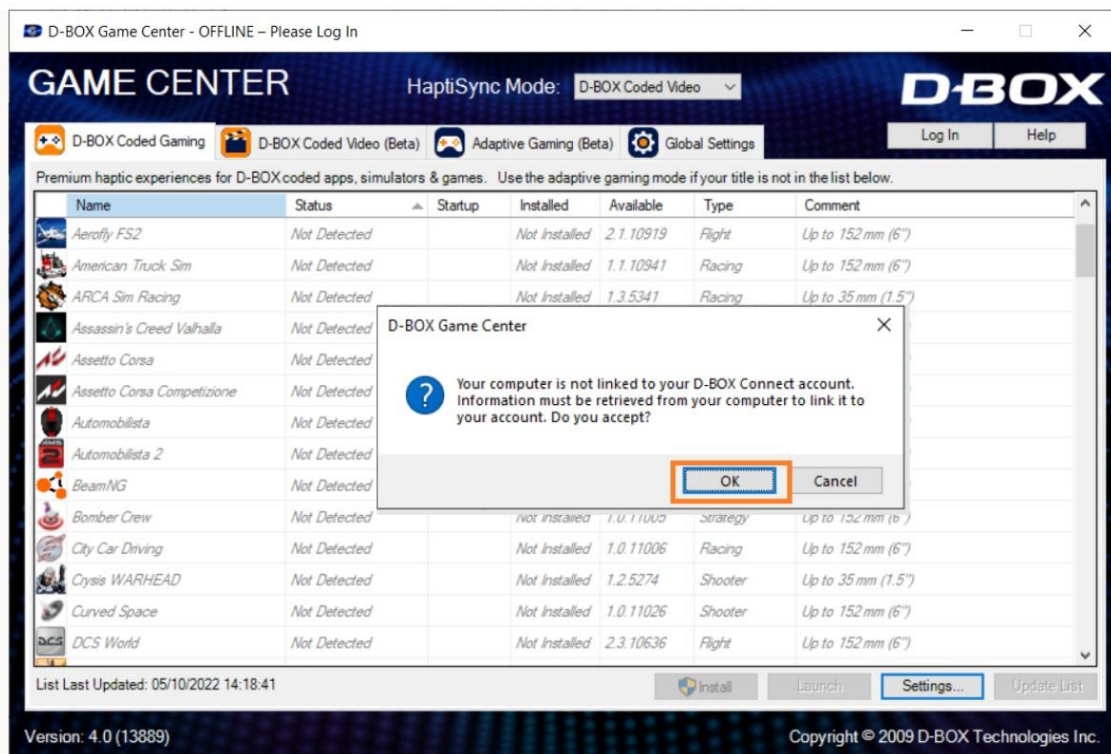 D-BOX Game Center - OFFLINE – Please Log In
GAME CENTER
HaptiSync Mode: D-BOX Coded Video
D-BOX
D-BOX Coded Gaming D-BOX Coded Video (Beta) Adaptive Gaming (Beta) Global Settings
Log In Help
Premium haptic experiences for D-BOX coded apps, simulators & games. Use the adaptive gaming mode if your title is not in the list below.
Name Status Startup Installed Available Type Comment
Aerofly FS2 Not Detected Not Installed 2.1.10919 Flight Up to 152 mm (6")
American Truck Sim Not Detected Not Installed 1.1.10941 Racing Up to 152 mm (6")
ARCA Sim Racing Not Detected Not Installed 1.3.5341 Racing Up to 35 mm (1.5")
Assassin's Creed Valhalla Not Detected
Assetto Corsa Not Detected
Assetto Corsa Competizione Not Detected
Automobilista Not Detected
Automobilista 2 Not Detected
BeamNG Not Detected
D-BOX Game Center
Your computer is not linked to your D-BOX Connect account.
Information must be retrieved from your computer to link it to
your account. Do you accept?
OK Cancel
Bomber Crew Not Detected Not Installed 1.0.11005 Strategy Up to 152 mm (6")
City Car Driving Not Detected Not Installed 1.0.11006 Racing Up to 152 mm (6")
Crysis WARHEAD Not Detected Not Installed 1.2.5274 Shooter Up to 35 mm (1.5")
Curved Space Not Detected Not Installed 1.0.11026 Shooter Up to 152 mm (6")
DCS World Not Detected Not Installed 2.3.10636 Flight Up to 152 mm (6")
List Last Updated: 05/10/2022 14:18:41
Install Launch Settings... Update List
Version: 4.0 (13889)
Copyright © 2009 D-BOX Technologies Inc.